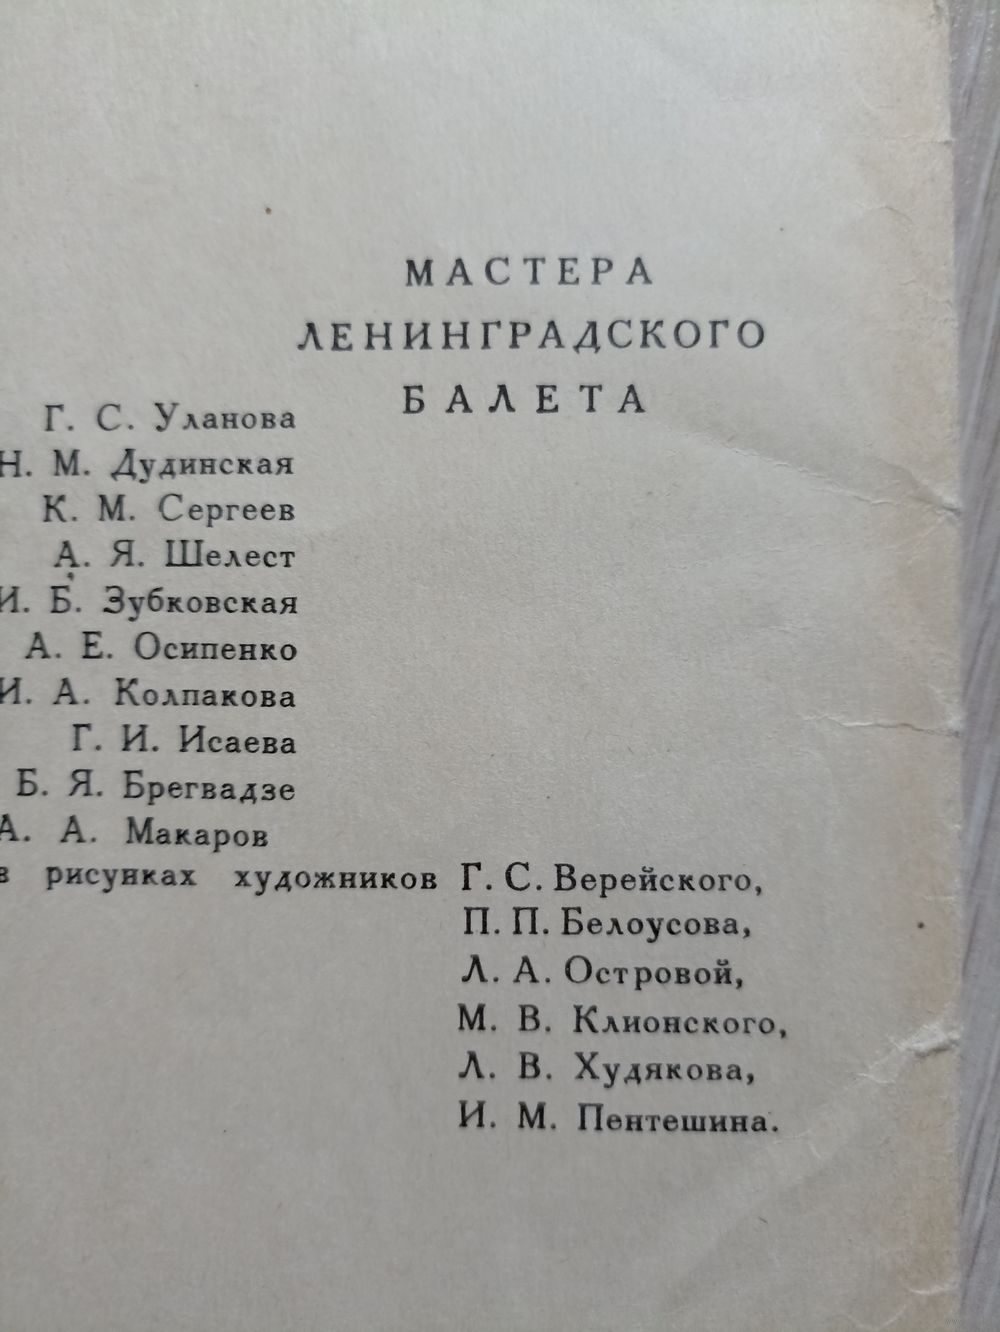 МАСТЕРА
ЛЕНИНГРАДСКОГО
БАЛЕТА
Г. С. Уланова
Н. М. Дудинская
К. М. Сергеев
А. Я. Шелест
И. Б. Зубковская
А. Е. Осипенко
И. А. Колпакова
Г. И. Исаева
Б. Я. Брегвадзе
А. А. Макаров
в рисунках художников Г. С. Верейского,
П. П. Белоусова,
Л. А. Островой,
М. В. Клионского,
Л. В. Худякова,
И. М. Пентешина.